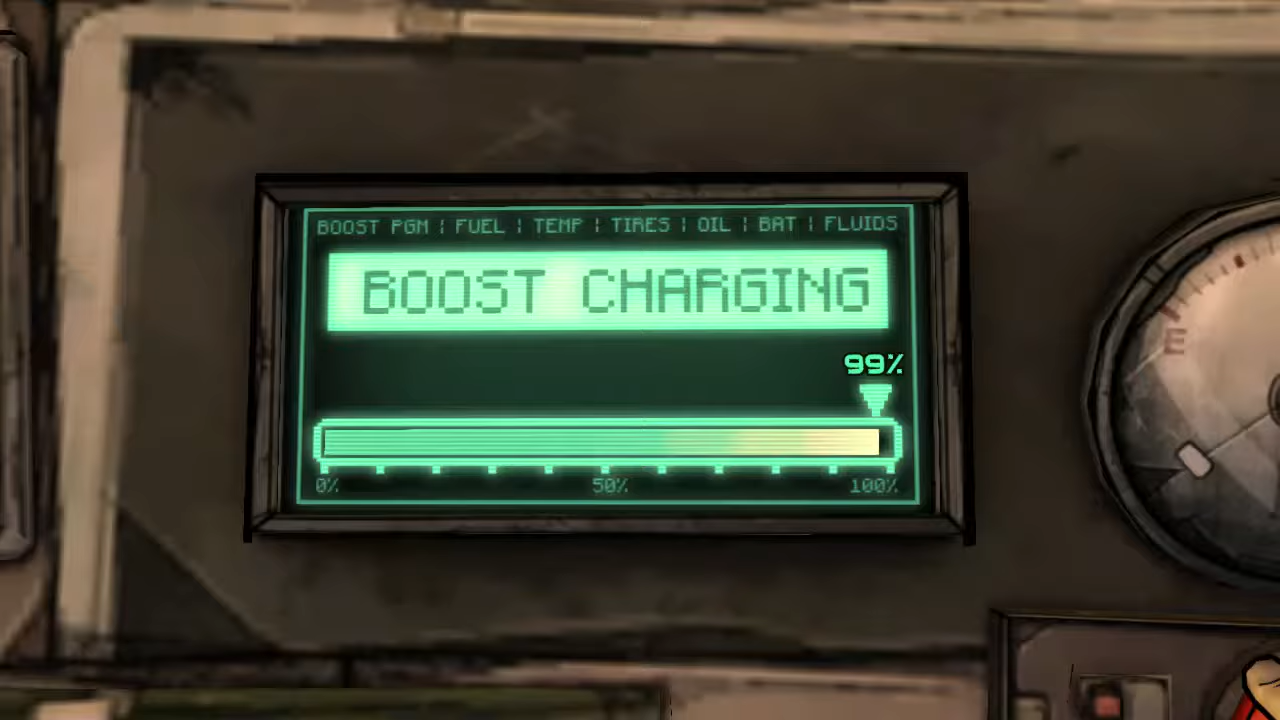 BOOST PGM ¦ FUEL ¦ TEMP ¦ TIRES ¦ OIL ¦ BAT ¦ FLUIDS
BOOST CHARGING
99%
0% 50% 100%
E